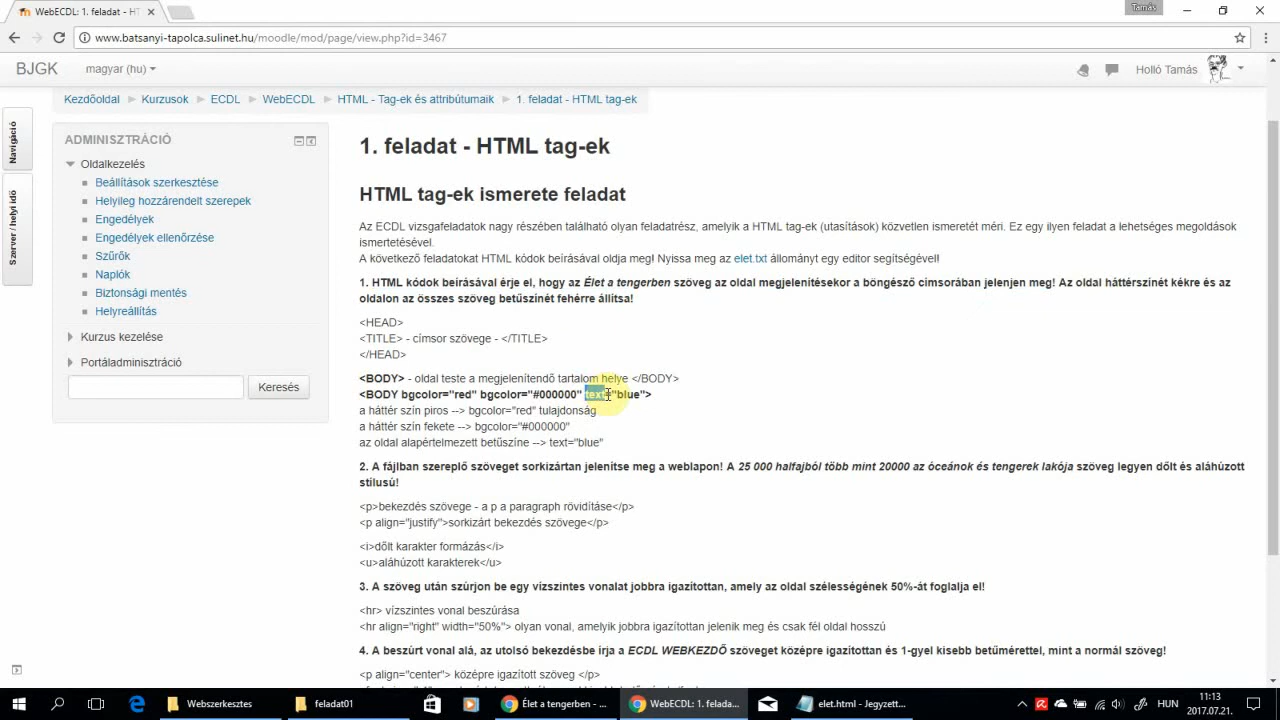 WebECDL: 1. feladat - HT
Tamás
www.batsanyi-tapolca.sulinet.hu/moodle/mod/page/view.php?id=3467
BJGK
magyar (hu)
Holló Tamás
Kezdőoldal
Kurzusok
ECDL
WebECDL
HTML - Tag-ek és attribútumaik
1. feladat - HTML tag-ek
Navigáció
Szerver / helyi idő
ADMINISZTRÁCIÓ
Oldalkezelés
Beállítások szerkesztése
Helyileg hozzárendelt szerepek
Engedélyek
Engedélyek ellenőrzése
Szűrők
Naplók
Biztonsági mentés
Helyreállítás
Kurzus kezelése
Portáladminisztráció
Keresés
1. feladat - HTML tag-ek
HTML tag-ek ismerete feladat
Az ECDL vizsgafeladatok nagy részében található olyan feladatrész, amelyik a HTML tag-ek (utasítások) közvetlen ismeretét méri. Ez egy ilyen feladat a lehetséges megoldások
ismertetésével.
A következő feladatokat HTML kódok beírásával oldja meg! Nyissa meg az elet.txt állományt egy editor segítségével!
1. HTML kódok beírásával érje el, hogy az Élet a tengerben szöveg az oldal megjelenítésekor a böngésző címsorában jelenjen meg! Az oldal háttérszínét kékre és az
oldalon az összes szöveg betűszínét fehérre állítsa!
<HEAD>
<TITLE> - címsor szövege - </TITLE>
</HEAD>
<BODY> - oldal teste a megjelenítendő tartalom helye </BODY>
<BODY bgcolor="red" bgcolor="#000000" text="blue">
a háttér szín piros --> bgcolor="red" tulajdonság
a háttér szín fekete --> bgcolor="#000000"
az oldal alapértelmezett betűszíne --> text="blue"
2. A fájlban szereplő szöveget sorkizártan jelenítse meg a weblapon! A 25 000 halfajból több mint 20000 az óceánok és tengerek lakója szöveg legyen dőlt és aláhúzott
stílusú!
<p>bekezdés szövege - a p a paragraph rövidításe</p>
<p align="justify">sorkizárt bekezdés szövege</p>
<i>dőlt karakter formázás</i>
<u>aláhúzott karakterek</u>
3. A szöveg után szúrjon be egy vízszintes vonalat jobbra igazítottan, amely az oldal szélességének 50%-át foglalja el!
<hr> vízszintes vonal beszúrása
<hr align="right" width="50%"> olyan vonal, amelyik jobbra igazítottan jelenik meg és csak fél oldal hosszú
4. A beszúrt vonal alá, az utolsó bekezdésbe írja a ECDL WEBKEZDŐ szöveget középre igazítottan és 1-gyel kisebb betűmérettel, mint a normál szöveg!
<p align="center"> középre igazított szöveg </p>
Webszerkesztes
feladat01
Élet a tengerben - ...
WebECDL: 1. felada...
elet.html - Jegyzett...
HUN
11:13
2017.07.21.